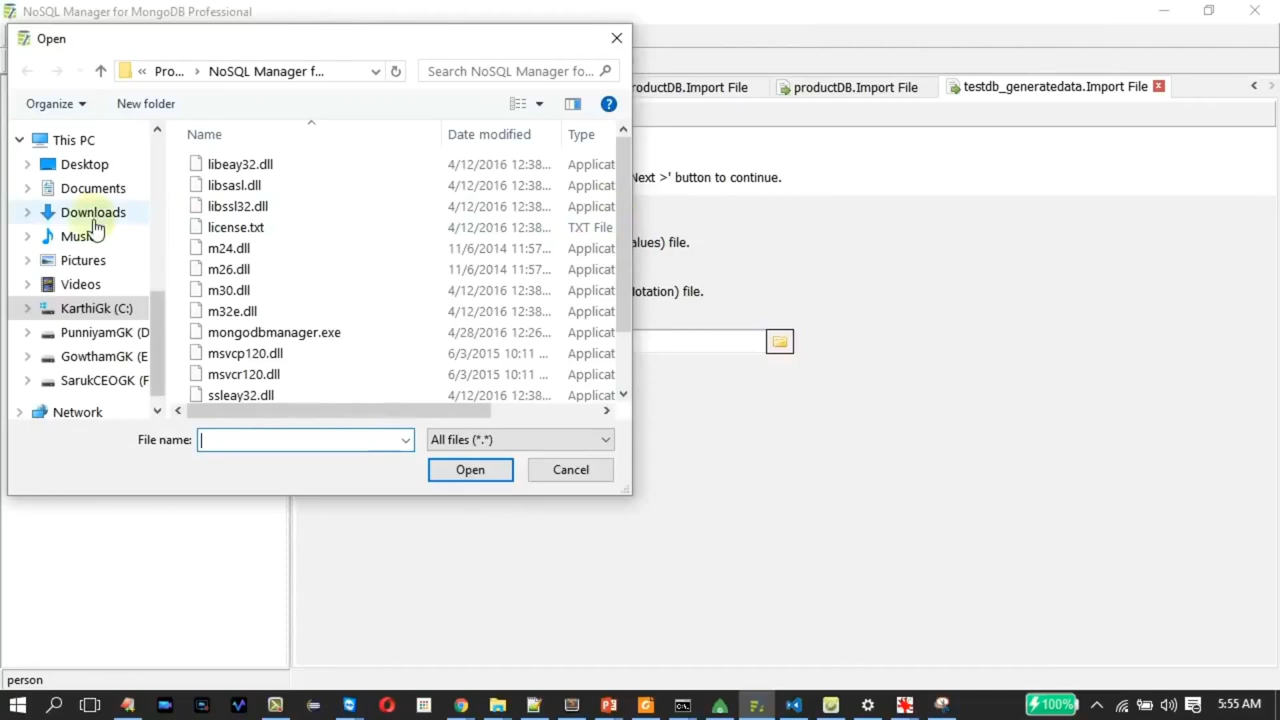 NoSQL Manager for MongoDB Professional
Open
« Pro... › NoSQL Manager f...
Search NoSQL Manager fo...
Organize
New folder
This PC
Desktop
Documents
Downloads
Music
Pictures
Videos
KarthiGk (C:)
PunniyamGK (D
GowthamGK (E
SarukCEOGK (F
Network
Name Date modified Type
libeay32.dll 4/12/2016 12:38... Applicat
libsasl.dll 4/12/2016 12:38... Applicat
libssl32.dll 4/12/2016 12:38... Applicat
license.txt 4/12/2016 12:38... TXT File
m24.dll 11/6/2014 11:57... Applicat
m26.dll 11/6/2014 11:57... Applicat
m30.dll 4/12/2016 12:38... Applicat
m32e.dll 4/12/2016 12:38... Applicat
mongodbmanager.exe 4/28/2016 12:26... Applicat
msvcp120.dll 6/3/2015 10:11 ... Applicat
msvcr120.dll 6/3/2015 10:11 ... Applicat
ssleay32.dll 4/12/2016 12:38... Applicat
File name:
All files (*.*)
Open
Cancel
roductDB.Import File
productDB.Import File
testdb_generatedata.Import File
Next >' button to continue.
alues) file.
lotation) file.
person
100%
5:55 AM